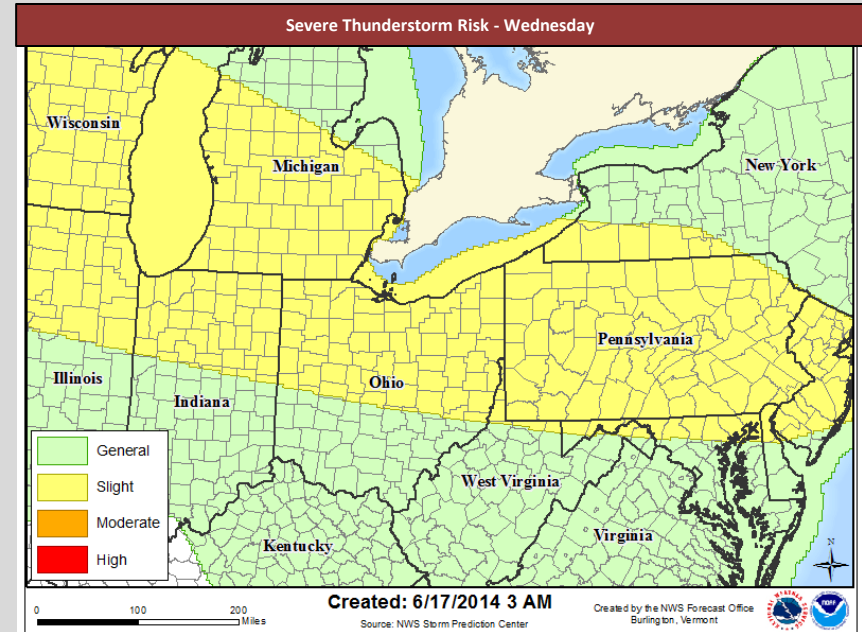 Severe Thunderstorm Risk - Wednesday
Wisconsin
Michigan
New York
Pennsylvania
Illinois
Ohio
Indiana
General
Slight
Moderate
High
West Virginia
Virginia
Kentucky
N
0 100 200 Miles
Created: 6/17/2014 3 AM
Source: NWS Storm Prediction Center
Created by the NWS Forecast Office
Burlington, Vermont